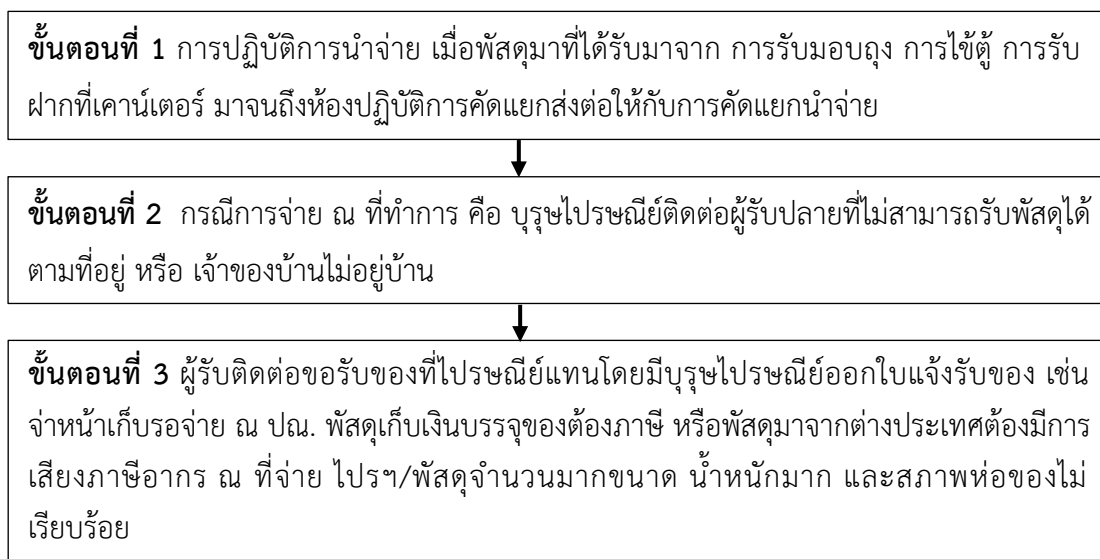 ขั้นตอนที่ 1 การปฏิบัติการนำจ่าย เมื่อพัสดุมาที่ได้รับมาจาก การรับมอบถุง การไข้ตู้ การรับ
ฝากที่เคาน์เตอร์ มาจนถึงห้องปฏิบัติการคัดแยกส่งต่อให้กับการคัดแยกนำจ่าย
ขั้นตอนที่ 2 กรณีการจ่าย ณ ที่ทำการ คือ บุรุษไปรษณีย์ติดต่อผู้รับปลายที่ไม่สามารถรับพัสดุได้
ตามที่อยู่ หรือ เจ้าของบ้านไม่อยู่บ้าน
ขั้นตอนที่ 3 ผู้รับติดต่อขอรับของที่ไปรษณีย์แทนโดยมีบุรุษไปรษณีย์ออกใบแจ้งรับของ เช่น
จ่าหน้าเก็บรอจ่าย ณ ปณ. พัสดุเก็บเงินบรรจุของต้องภาษี หรือพัสดุมาจากต่างประเทศต้องมีการ
เสียงภาษีอากร ณ ที่จ่าย ไปรฯ/พัสดุจำนวนมากขนาด น้ำหนักมาก และสภาพห่อของไม่
เรียบร้อย